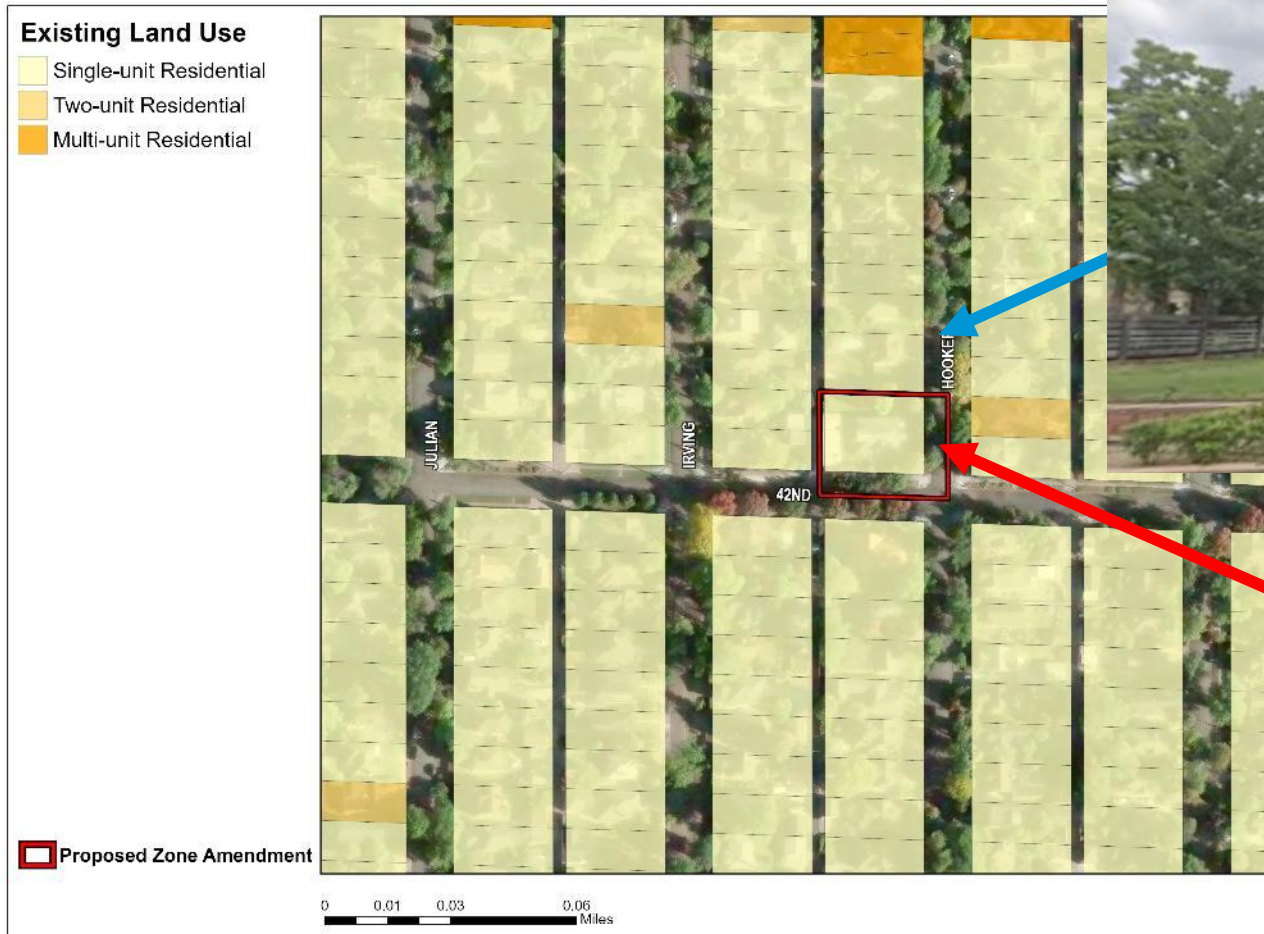 Existing Land Use
Single-unit Residential
Two-unit Residential
Multi-unit Residential
JULIAN
IRVING
HOOKER
42ND
Proposed Zone Amendment
0 0.01 0.03 0.06
Miles